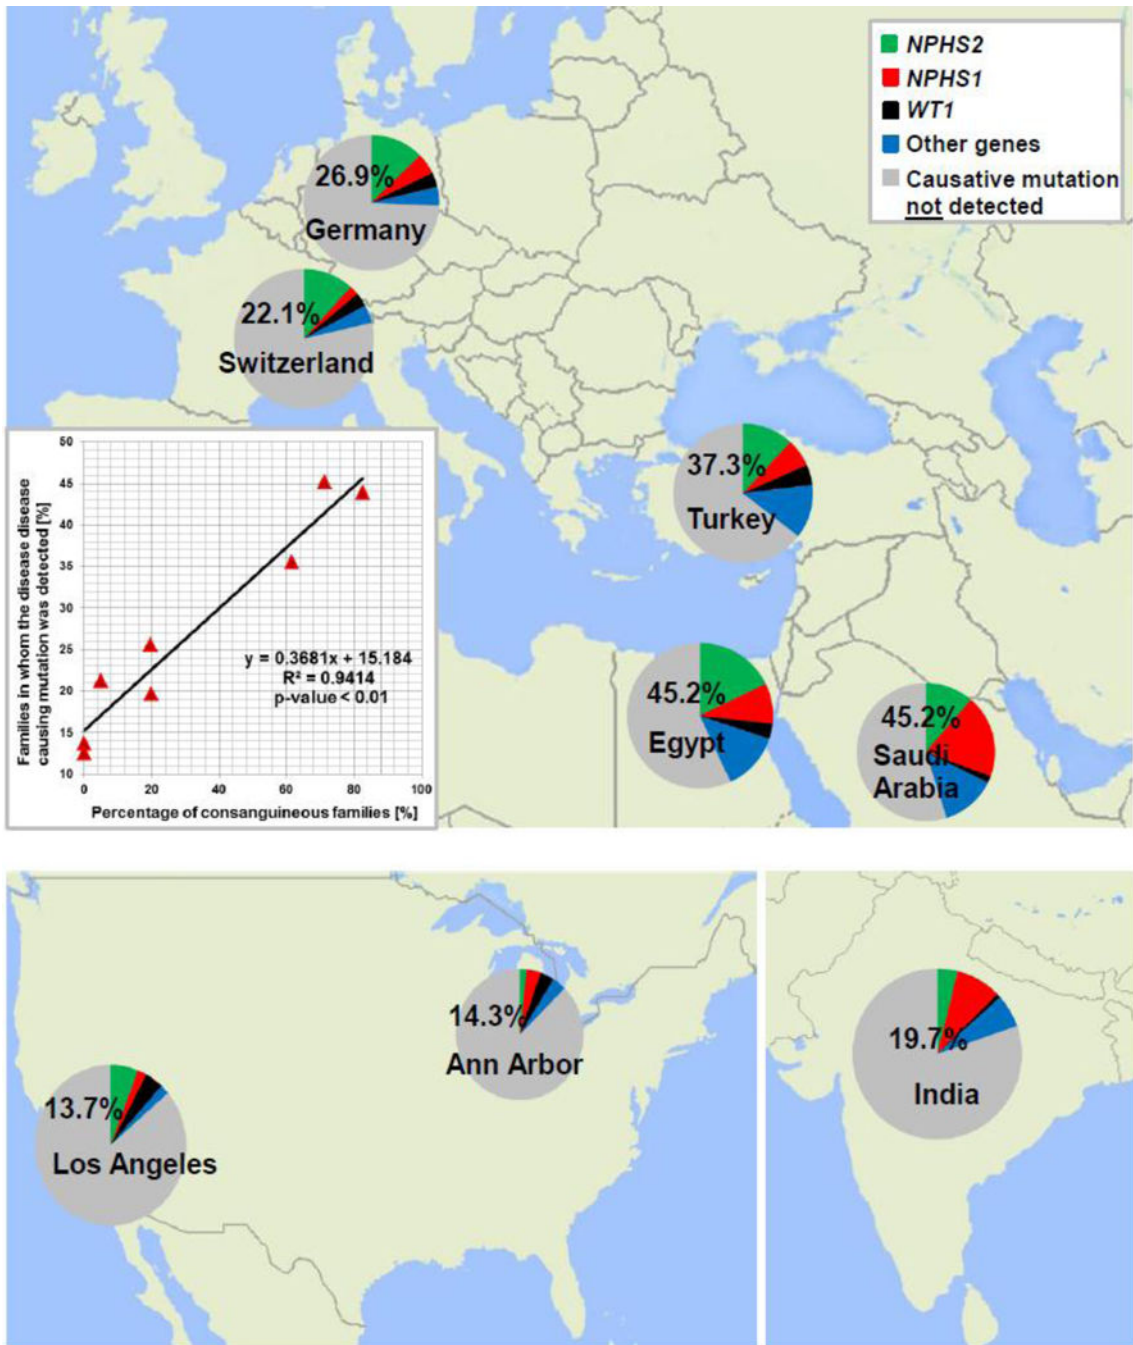 NPHS2
NPHS1
WT1
Other genes
Causative mutation
not detected
26.9%
Germany
22.1%
Switzerland
37.3%
Turkey
45.2%
Egypt
45.2%
Saudi
Arabia
Families in whom the disease disease
causing mutation was detected [%]
50
45
40
35
30
25
20
15
10
y = 0.3681x + 15.184
R² = 0.9414
p-value < 0.01
0 20 40 60 80 100
Percentage of consanguineous families [%]
14.3%
Ann Arbor
13.7%
Los Angeles
19.7%
India